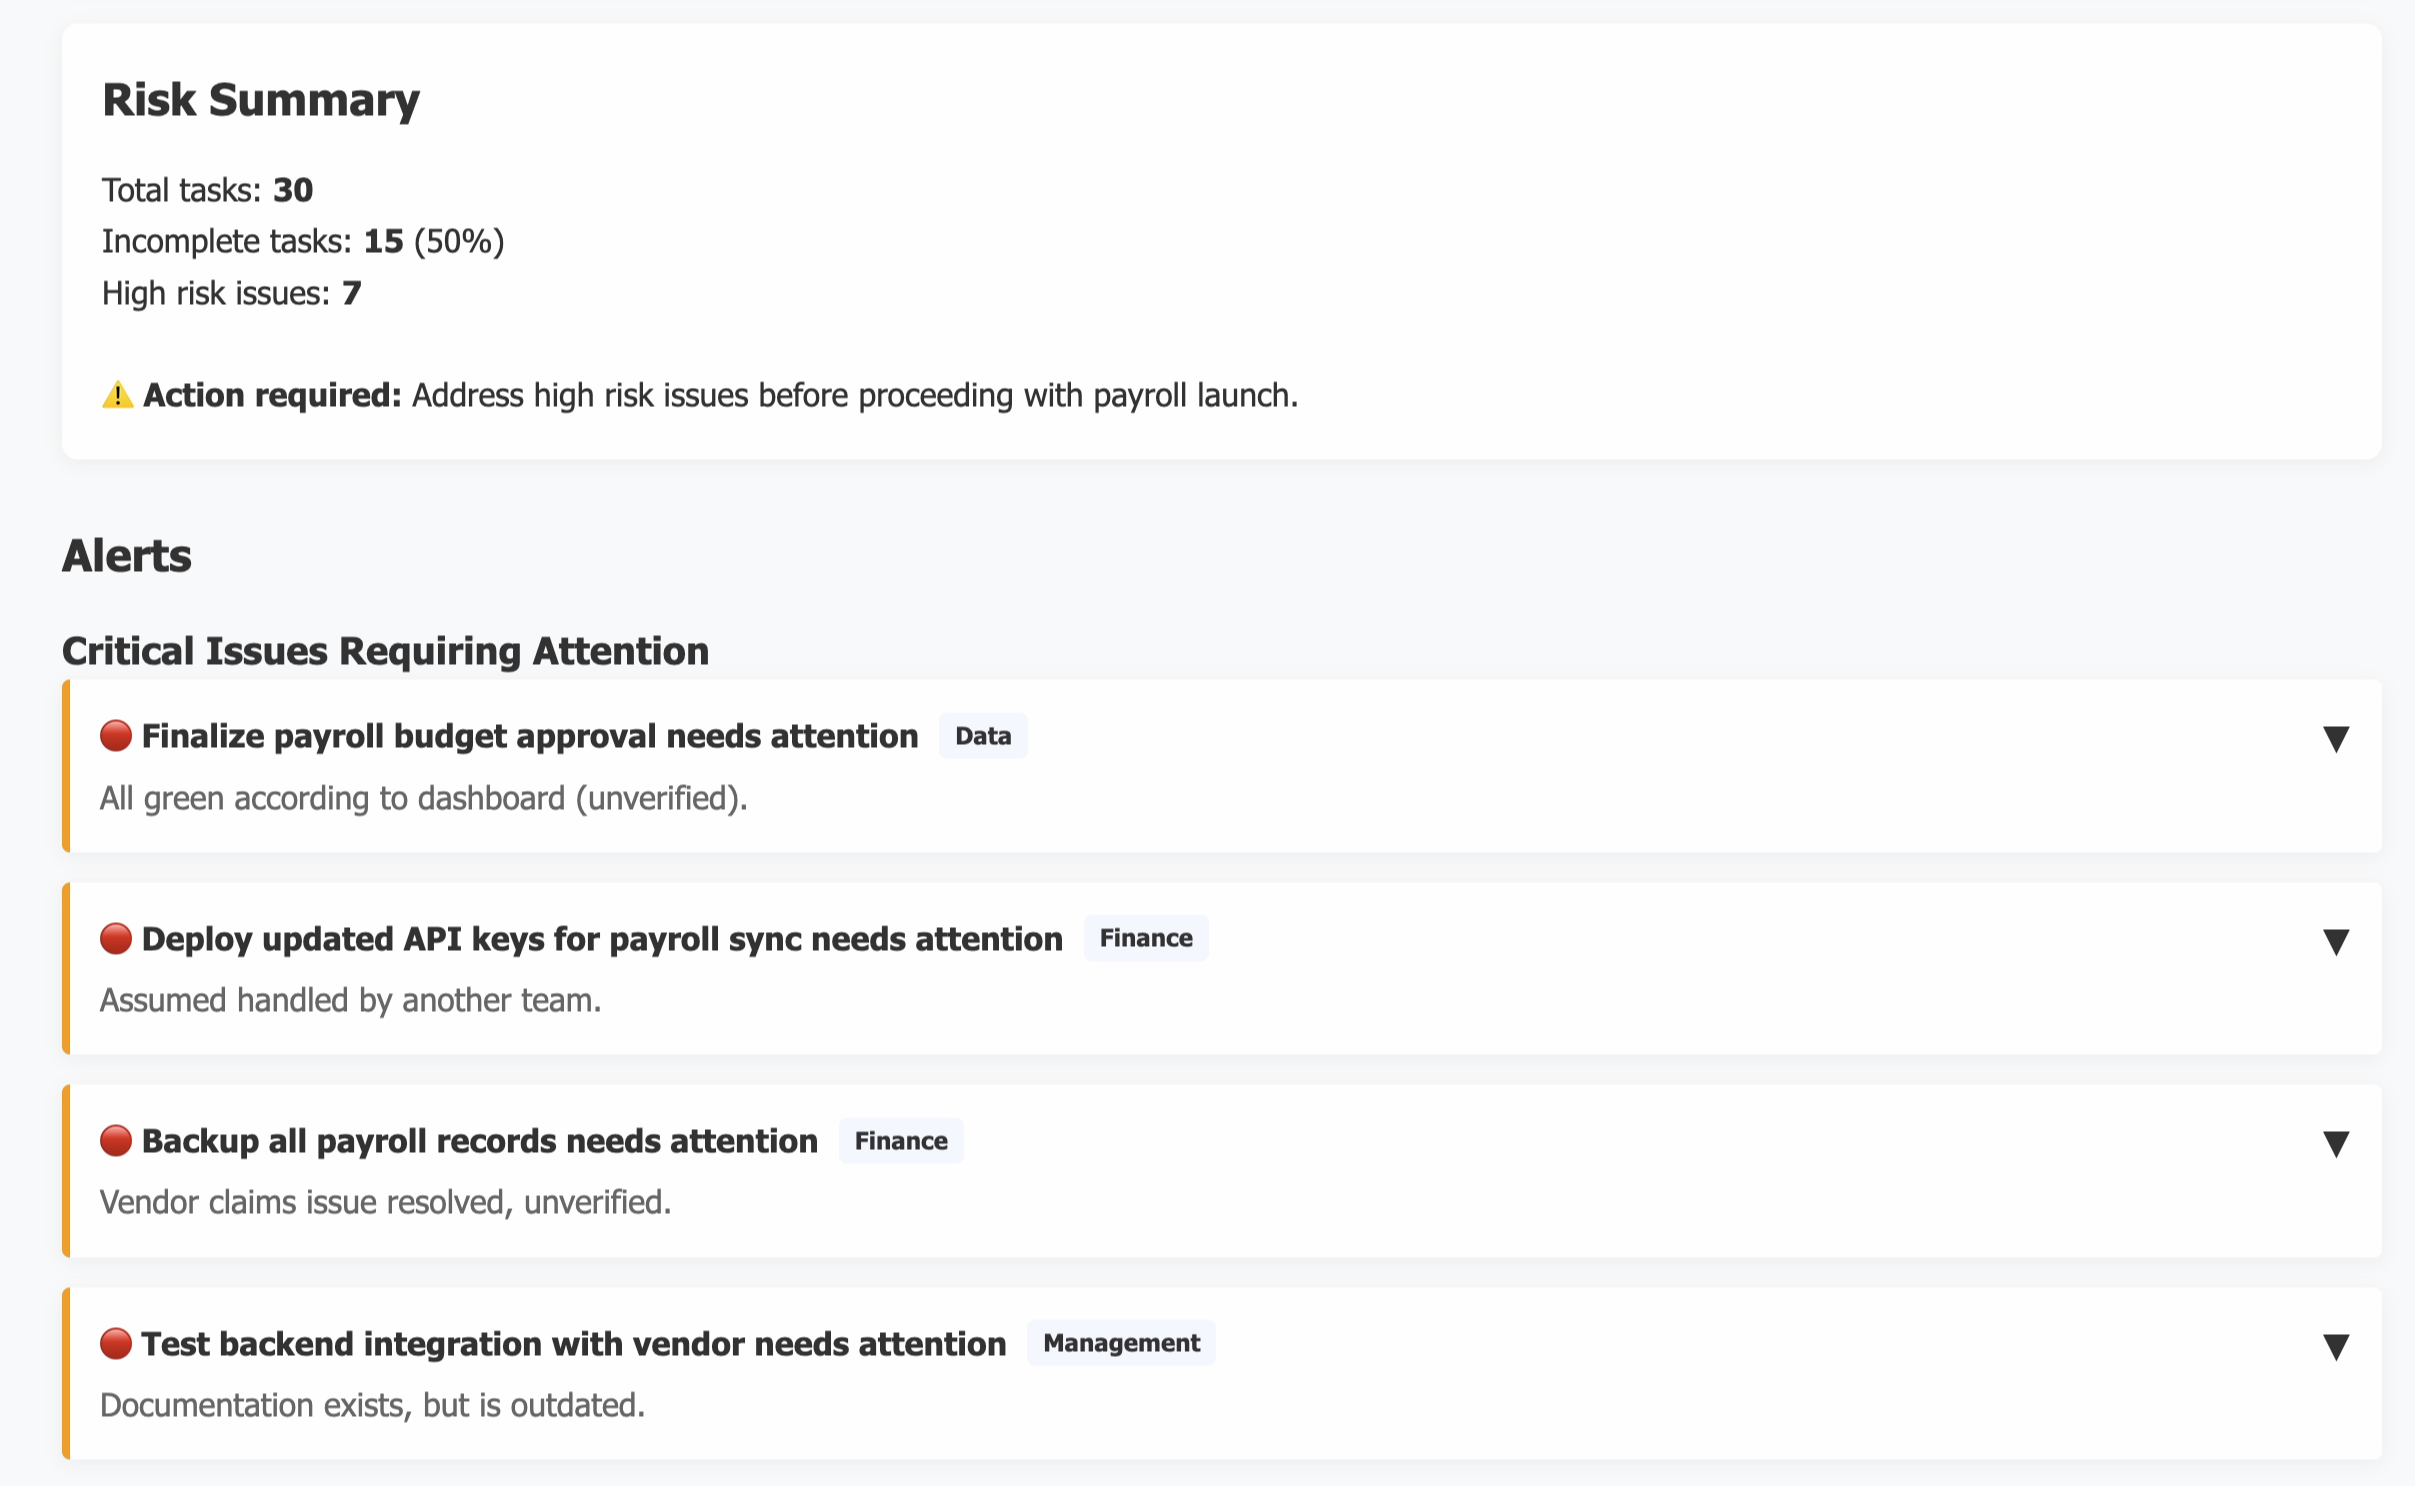 Risk Summary
Total tasks: 30
Incomplete tasks: 15 (50%)
High risk issues: 7
⚠️ Action required: Address high risk issues before proceeding with payroll launch.
Alerts
Critical Issues Requiring Attention
🔴 Finalize payroll budget approval needs attention Data ▼
All green according to dashboard (unverified).
🔴 Deploy updated API keys for payroll sync needs attention Finance ▼
Assumed handled by another team.
🔴 Backup all payroll records needs attention Finance ▼
Vendor claims issue resolved, unverified.
🔴 Test backend integration with vendor needs attention Management ▼
Documentation exists, but is outdated.